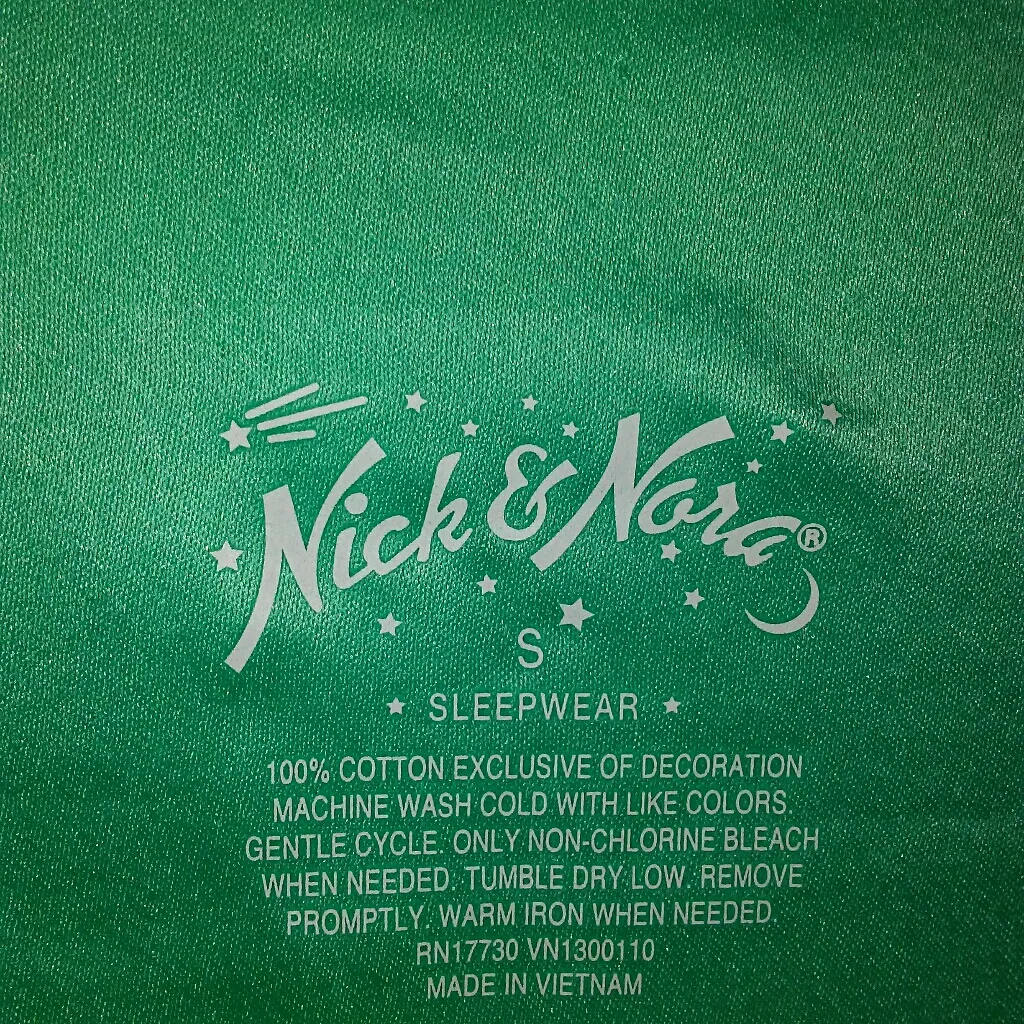 Nick & Nora®
S
SLEEPWEAR
100% COTTON EXCLUSIVE OF DECORATION
MACHINE WASH COLD WITH LIKE COLORS.
GENTLE CYCLE. ONLY NON-CHLORINE BLEACH
WHEN NEEDED. TUMBLE DRY LOW. REMOVE
PROMPTLY. WARM IRON WHEN NEEDED.
RN17730 VN1300110
MADE IN VIETNAM